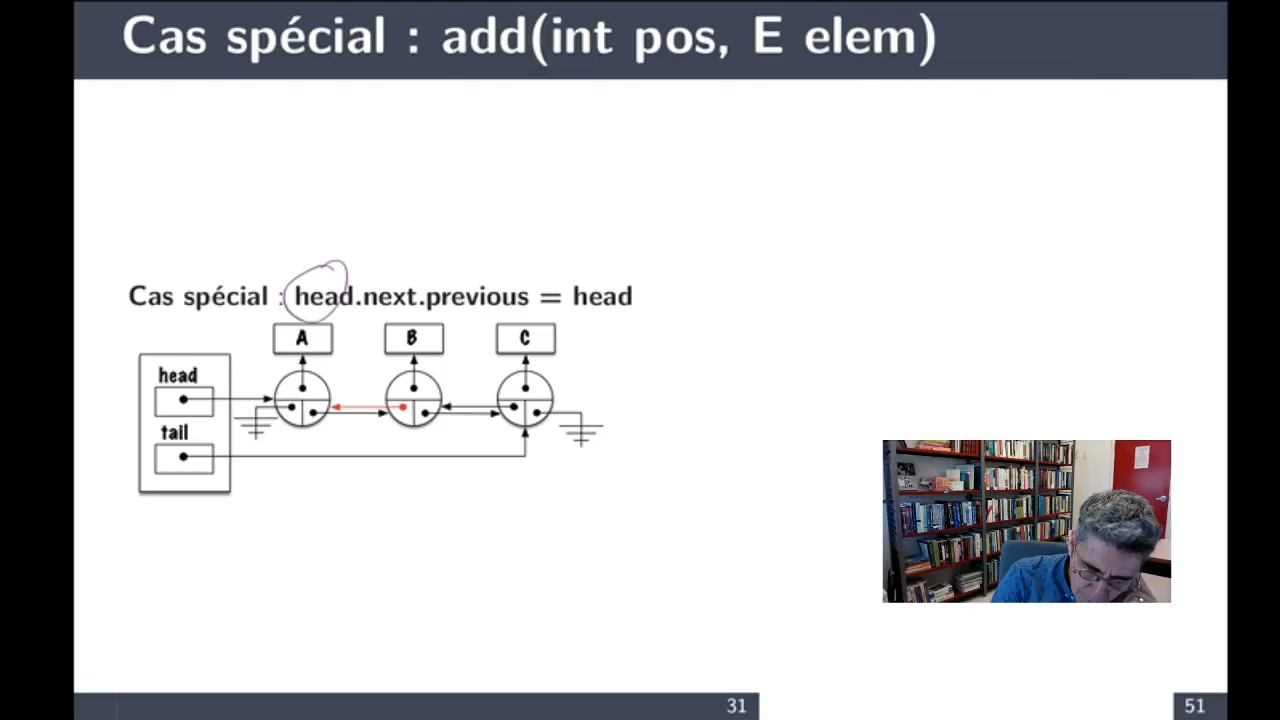 Cas spécial : add(int pos, E elem)
Cas spécial : head.next.previous = head
A B C
head
tail
31 51